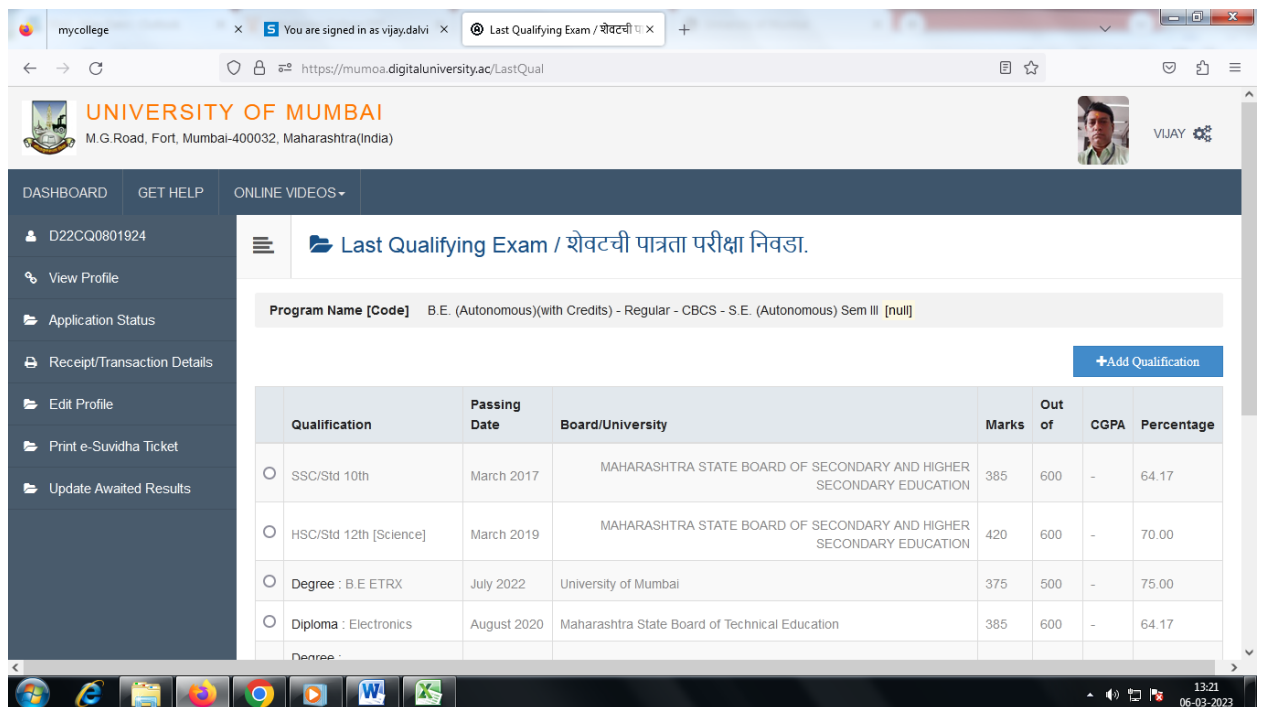 mycollege
You are signed in as vijay.dalvi
Last Qualifying Exam / शेवटची
https://mumoa.digitaluniversity.ac/LastQual
UNIVERSITY OF MUMBAI
M.G.Road, Fort, Mumbai-400032, Maharashtra(India)
VIJAY
DASHBOARD GET HELP ONLINE VIDEOS
D22CQ0801924
View Profile
Application Status
Receipt/Transaction Details
Edit Profile
Print e-Suvidha Ticket
Update Awaited Results
Last Qualifying Exam / शेवटची पात्रता परीक्षा निवडा.
Program Name [Code] B.E. (Autonomous)(with Credits) - Regular - CBCS - S.E. (Autonomous) Sem III [null]
+Add Qualification
Qualification Passing Date Board/University Marks Out of CGPA Percentage
SSC/Std 10th March 2017 MAHARASHTRA STATE BOARD OF SECONDARY AND HIGHER
SECONDARY EDUCATION 385 600 - 64.17
HSC/Std 12th [Science] March 2019 MAHARASHTRA STATE BOARD OF SECONDARY AND HIGHER
SECONDARY EDUCATION 420 600 - 70.00
Degree : B.E ETRX July 2022 University of Mumbai 375 500 - 75.00
Diploma : Electronics August 2020 Maharashtra State Board of Technical Education 385 600 - 64.17
Degree :
13:21
06-03-2023